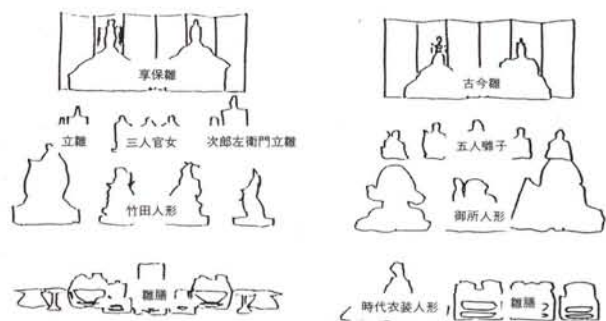 享保雛
立雛 三人官女 次郎左衛門立雛
竹田人形
雛膳
古今雛
五人囃子
御所人形
時代衣装人形 雛膳